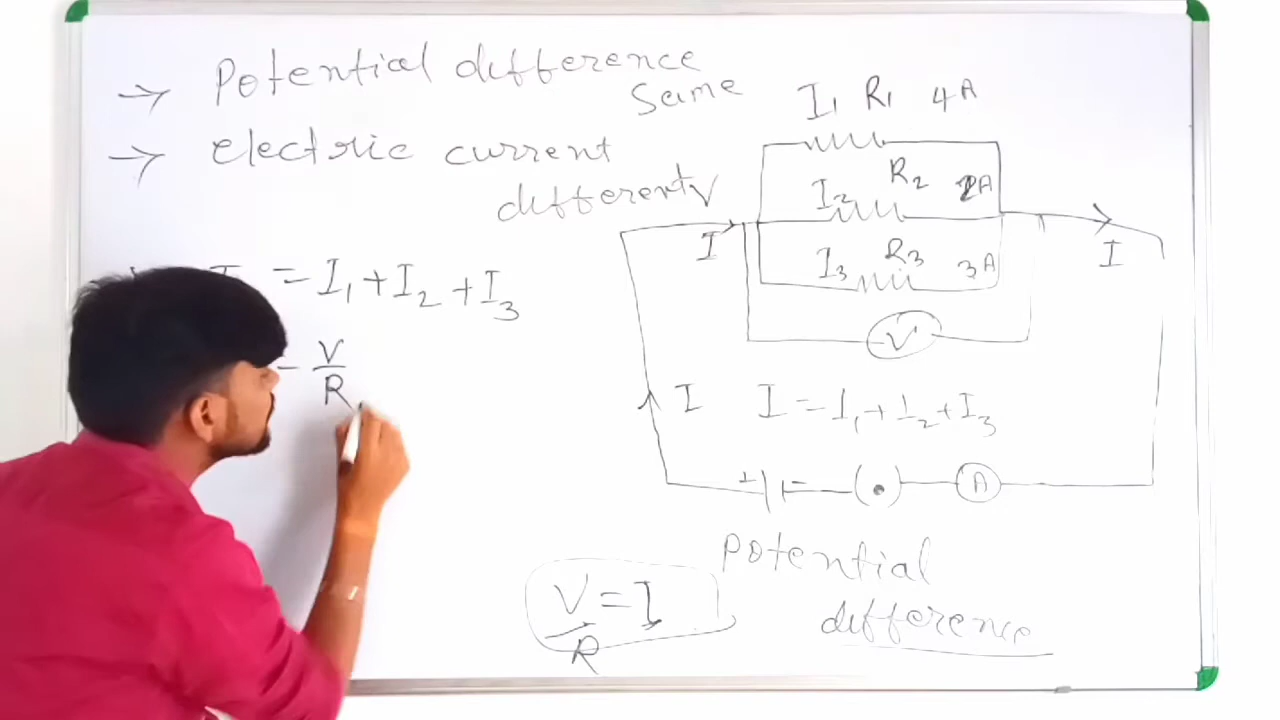 → Potential difference
same
→ electric current
different
I = I₁ + I₂ + I₃
V/R
I₁ R₁ 4A
I₂ R₂ 2A
I₃ R₃ 3A
V
I
I
V
I
I = I₁ + I₂ + I₃
A
potential
difference
V/R = I